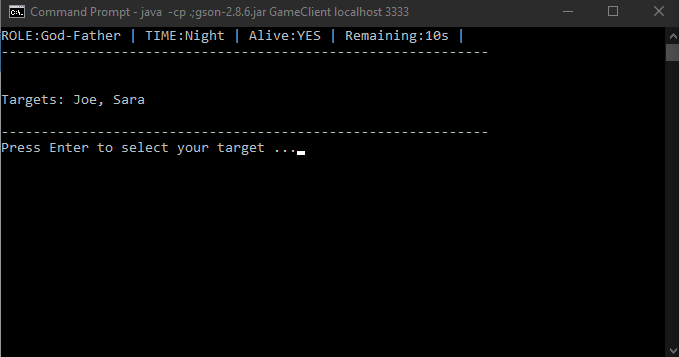 Command Prompt - java  -cp .;gson-2.8.6.jar GameClient localhost 3333
ROLE:God-Father | TIME:Night | Alive:YES | Remaining:10s |
-------------------------------------------------------------
Targets: Joe, Sara
-------------------------------------------------------------
Press Enter to select your target ...